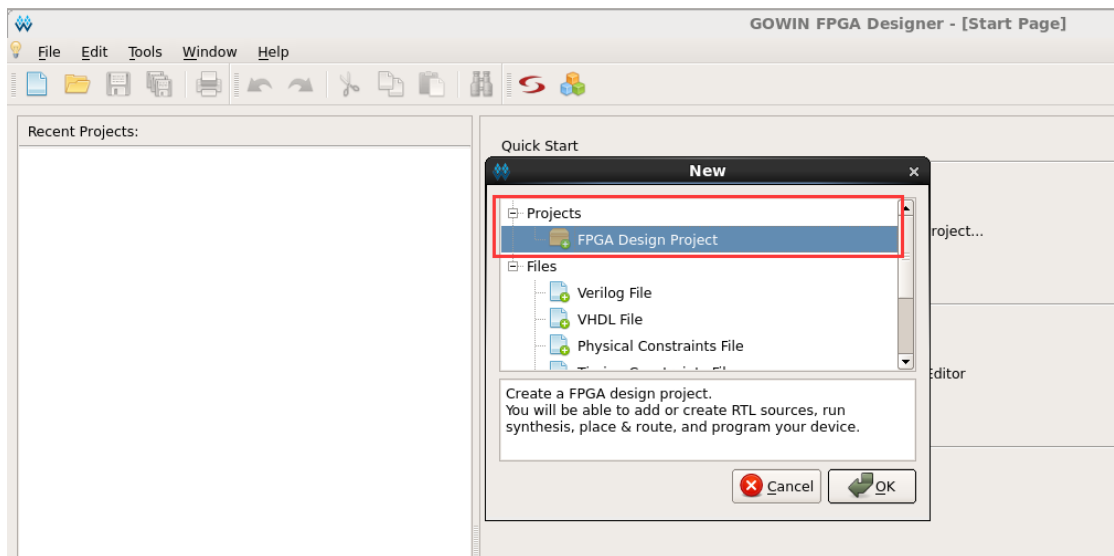 GOWIN FPGA Designer - [Start Page]
File Edit Tools Window Help
Recent Projects:
Quick Start
New
Projects
FPGA Design Project
roject...
Files
Verilog File
VHDL File
Physical Constraints File
Editor
Create a FPGA design project.
You will be able to add or create RTL sources, run
synthesis, place & route, and program your device.
Cancel OK